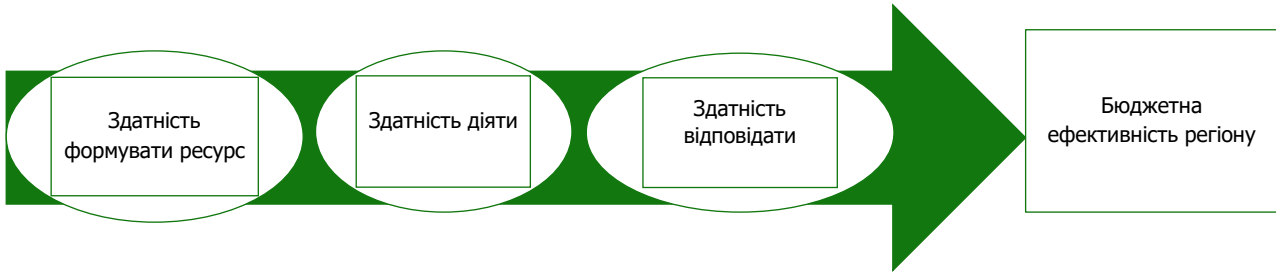 Здатність
формувати ресурс
Здатність діяти
Здатність
відповідати
Бюджетна
ефективність регіону